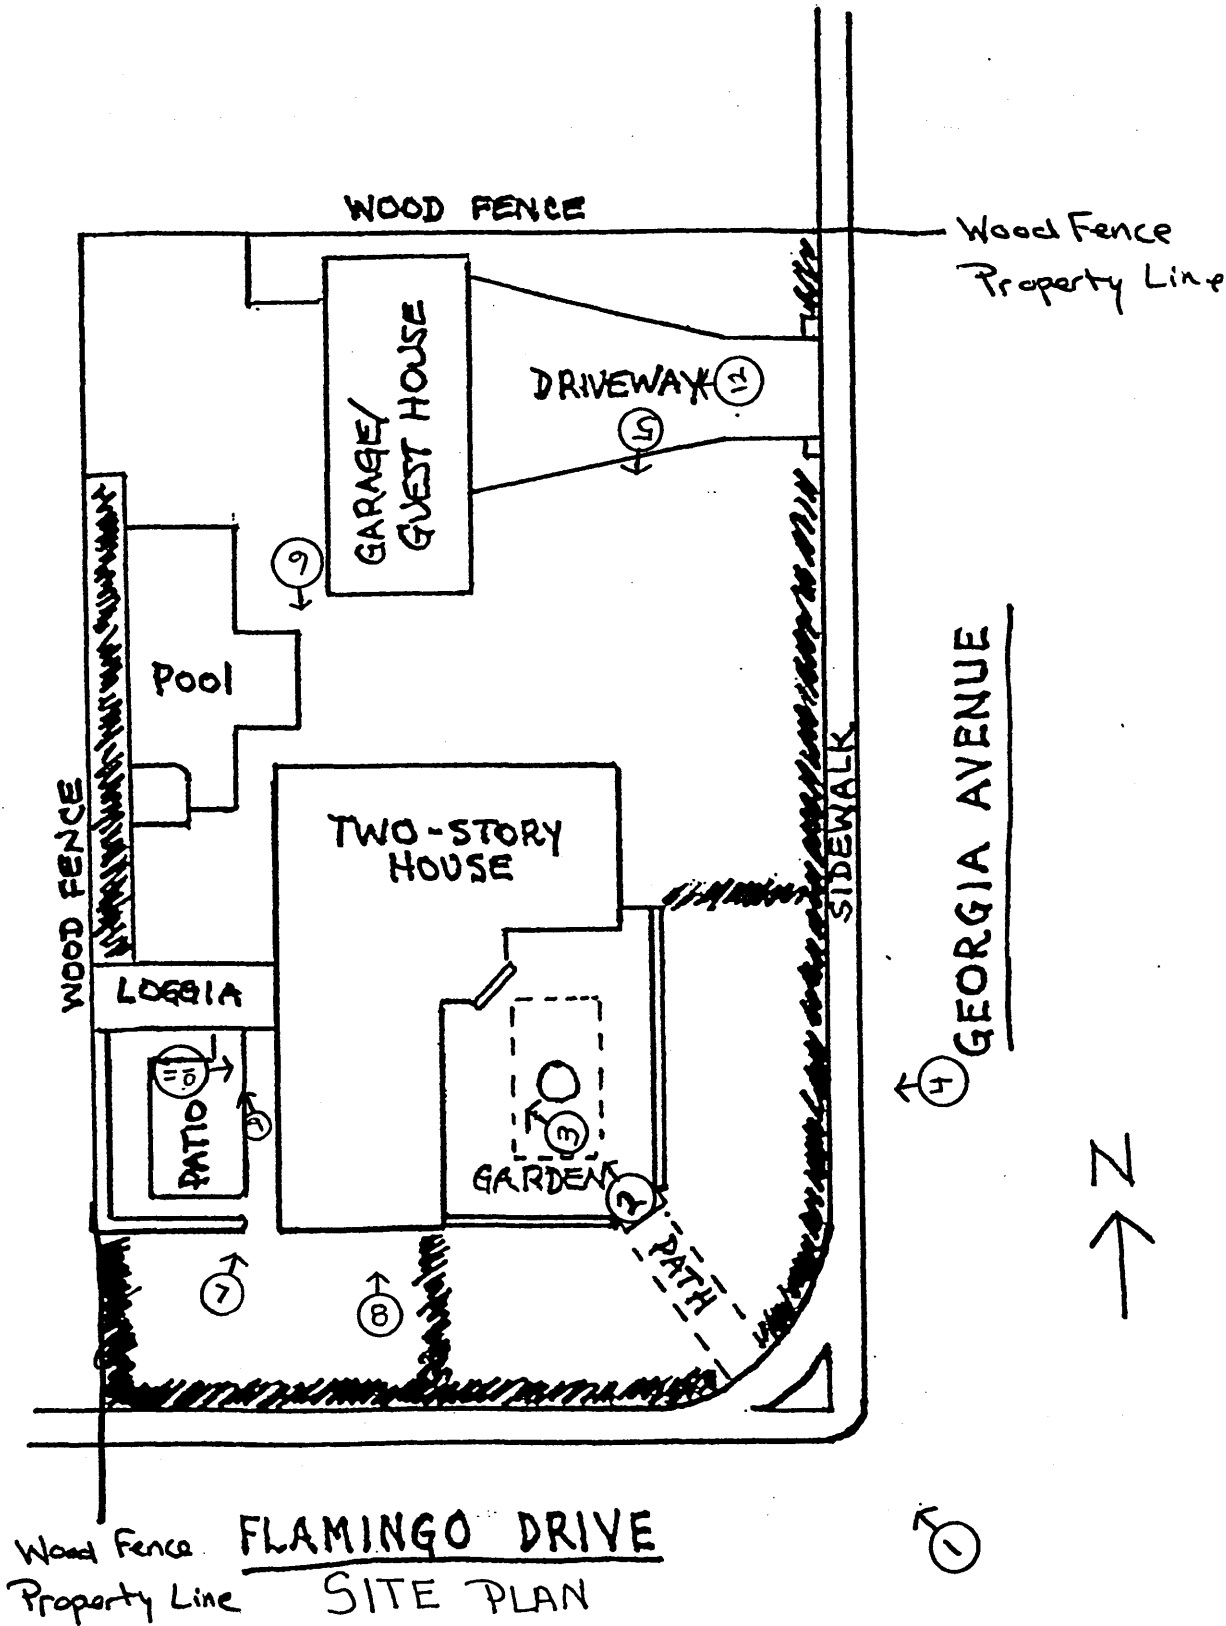 WOOD FENCE
Wood Fence
Property Line
DRIVEWAY
12
5
GARAGE/
GUEST HOUSE
6
Pool
GEORGIA AVENUE
SIDEWALK
WOOD FENCE
TWO-STORY
HOUSE
LOGGIA
4
PATIO
9
3
GARDEN
2
PATH
N
7
8
1
FLAMINGO DRIVE
Wood Fence
Property Line
SITE PLAN